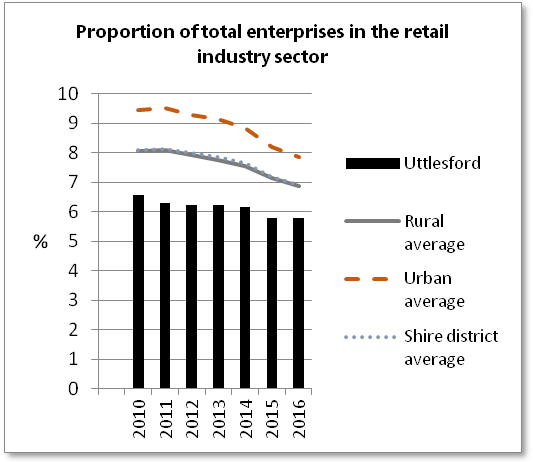 Proportion of total enterprises in the retail
industry sector
10
9
8
7
6
5
4
3
2
1
0
%
2010
2011
2012
2013
2014
2015
2016
Uttlesford
Rural
average
Urban
average
Shire district
average